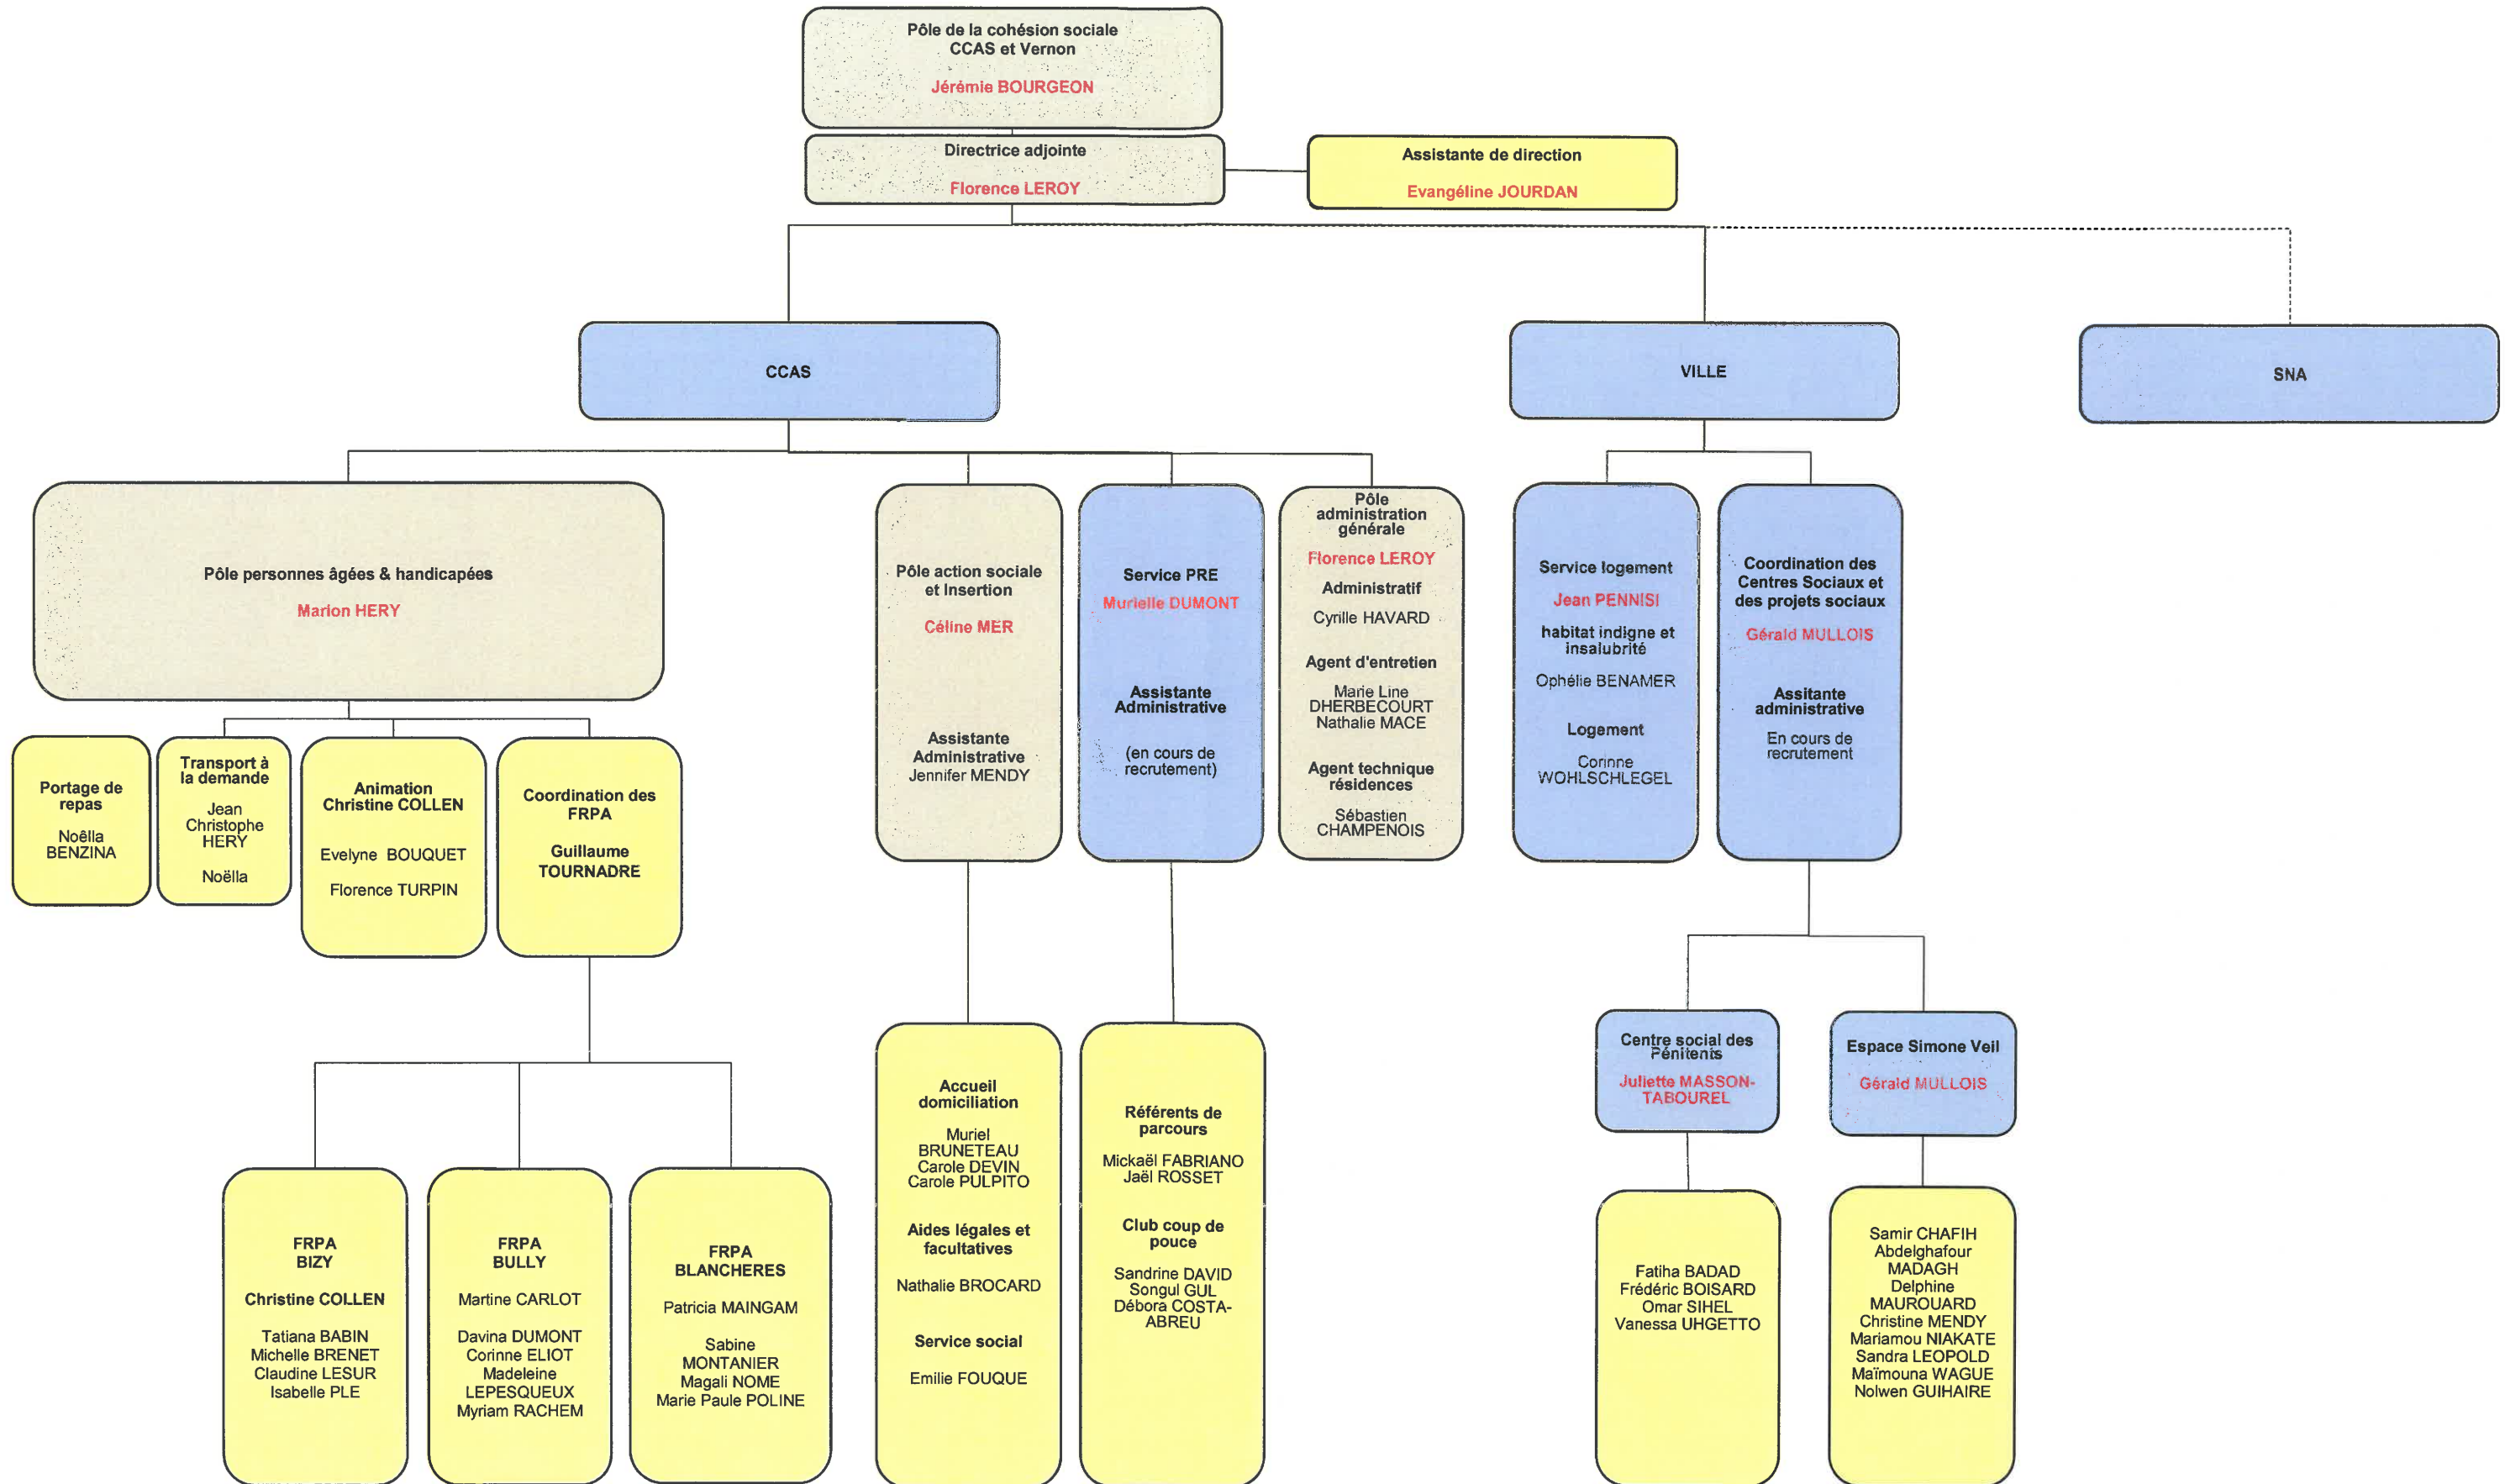 Pôle de la cohésion sociale
CCAS et Vernon
Jérémie BOURGEON
Directrice adjointe
Florence LEROY
Assistante de direction
Evangéline JOURDAN
CCAS
VILLE
SNA
Pôle personnes âgées & handicapées
Marion HERY
Pôle action sociale
et Insertion
Céline MER
Assistante
Administrative
Jennifer MENDY
Service PRE
Murielle DUMONT
Assistante
Administrative
(en cours de
recrutement)
Pôle
administration
générale
Florence LEROY
Administratif
Cyrille HAVARD
Agent d'entretien
Marie Line
DHERBECOURT
Nathalie MACE
Agent technique
résidences
Sébastien
CHAMPENOIS
Service logement
Jean PENNISI
habitat indigne et
insalubrité
Ophélie BENAMER
Logement
Corinne
WOHLSCHLEGEL
Coordination des
Centres Sociaux et
des projets sociaux
Gérald MULLOIS
Assitante
administrative
En cours de
recrutement
Portage de
repas
Noêlla
BENZINA
Transport à
la demande
Jean
Christophe
HERY
Noëlla
Animation
Christine COLLEN
Evelyne BOUQUET
Florence TURPIN
Coordination des
FRPA
Guillaume
TOURNADRE
FRPA
BIZY
Christine COLLEN
Tatiana BABIN
Michelle BRENET
Claudine LESUR
Isabelle PLE
FRPA
BULLY
Martine CARLOT
Davina DUMONT
Corinne ELIOT
Madeleine
LEPESQUEUX
Myriam RACHEM
FRPA
BLANCHERES
Patricia MAINGAM
Sabine
MONTANIER
Magali NOME
Marie Paule POLINE
Accueil
domiciliation
Muriel
BRUNETEAU
Carole DEVIN
Carole PULPITO
Aides légales et
facultatives
Nathalie BROCARD
Service social
Emilie FOUQUE
Référents de
parcours
Mickaël FABRIANO
Jaël ROSSET
Club coup de
pouce
Sandrine DAVID
Songul GUL
Débora COSTA-
ABREU
Centre social des
Pénitents
Juliette MASSON-
TABOUREL
Espace Simone Veil
Gérald MULLOIS
Fatiha BADAD
Frédéric BOISARD
Omar SIHEL
Vanessa UHGETTO
Samir CHAFIH
Abdelghafour
MADAGH
Delphine
MAUROUARD
Christine MENDY
Mariamou NIAKATE
Sandra LEOPOLD
Maïmouna WAGUE
Nolwen GUIHAIRE